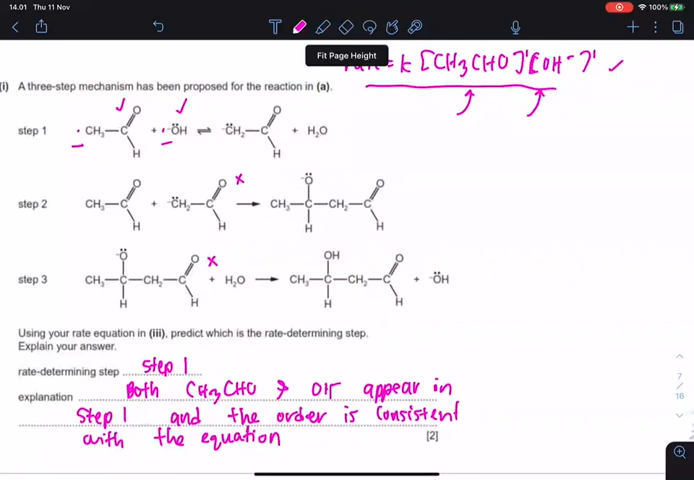 14.01 Thu 11 Nov
100%
Fit Page Height
= k [CH3CHO]' [OH-]' ✓
(i) A three-step mechanism has been proposed for the reaction in (a).
step 1 CH3—C O H + -:ÖH ⇌ -:CH2—C O H + H2O
step 2 CH3—C O H + -:CH2—C O H x → CH3—C—CH2—C -:Ö H O H
step 3 CH3—C—CH2—C -:Ö H O H x + H2O → CH3—C—CH2—C OH H O H + -:ÖH
Using your rate equation in (iii), predict which is the rate-determining step.
Explain your answer.
rate-determining step step 1
explanation Both CH3CHO & OH- appear in
step 1 and the order is consistent
with the equation
[2]
7
/
16